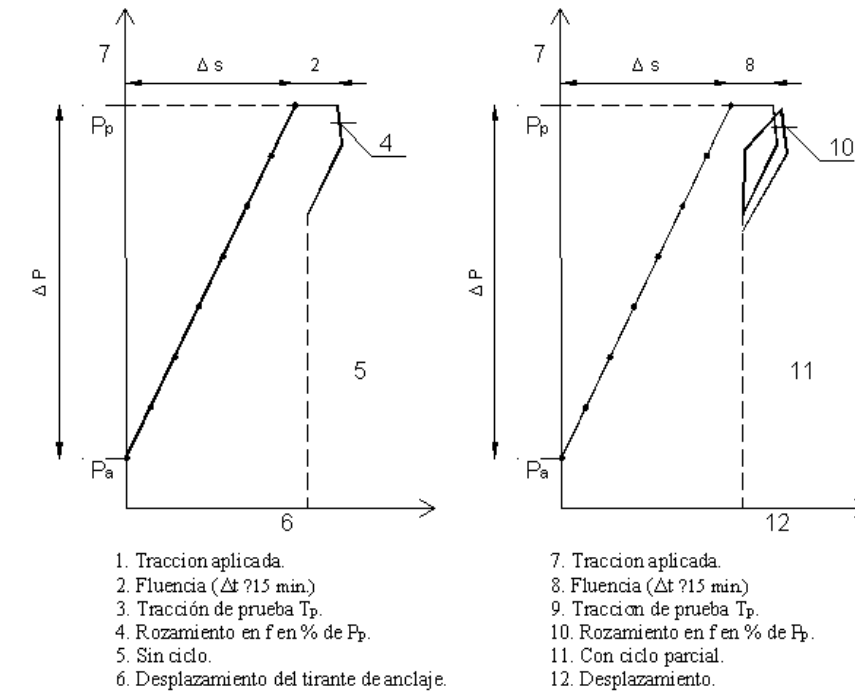 7
Δ s
2
Pp
4
Δ P
5
Pa
6
7
Δ s
8
Pp
10
Δ P
11
Pa
12
1. Traccion aplicada.
2. Fluencia (Δt ?15 min.)
3. Tracción de prueba Tp.
4. Rozamiento en f en % de Pp.
5. Sin ciclo.
6. Desplazamiento del tirante de anclaje.
7. Traccion aplicada.
8. Fluencia (Δt ?15 min.)
9. Traccion de prueba Tp.
10. Rozamiento en f en % de Pp.
11. Con ciclo parcial.
12. Desplazamiento.